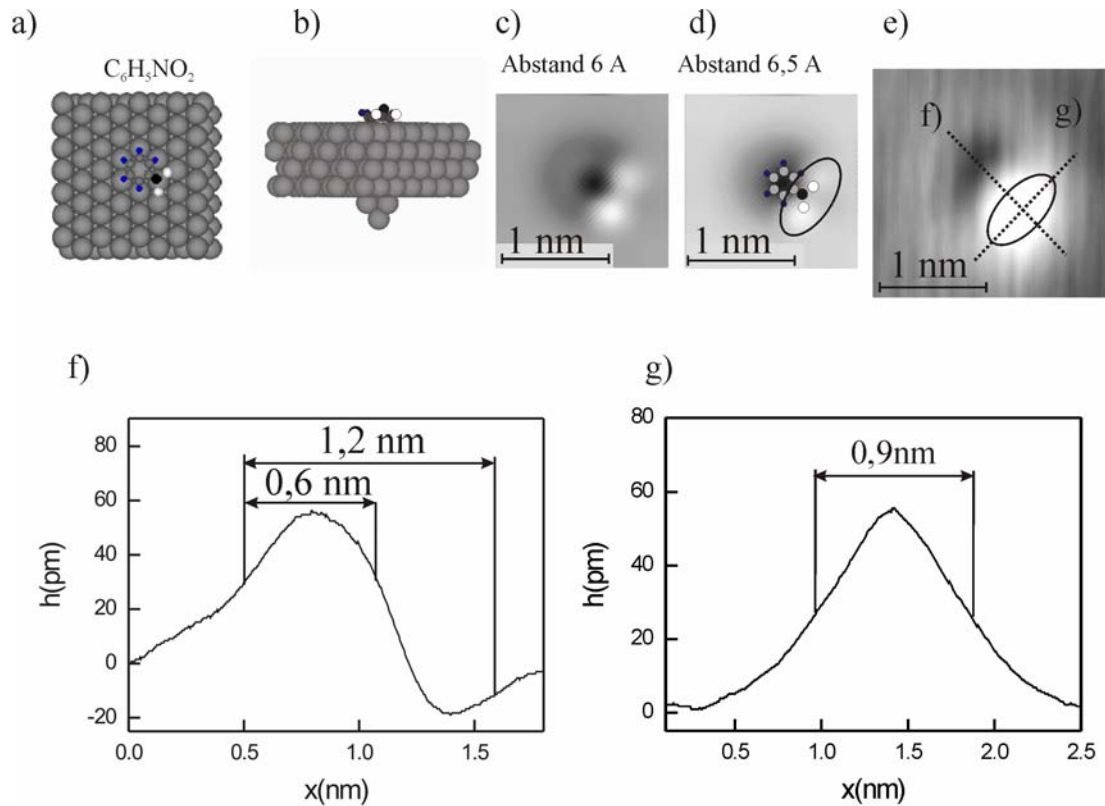 a)
C₆H₅NO₂
b)
c)
Abstand 6 A
1 nm
d)
Abstand 6,5 A
1 nm
e)
f)
g)
1 nm
f)
80
60
40
20
0
-20
h(pm)
1,2 nm
0,6 nm
0.0 0.5 1.0 1.5
x(nm)
g)
80
60
40
20
0
h(pm)
0,9nm
0.5 1.0 1.5 2.0 2.5
x(nm)